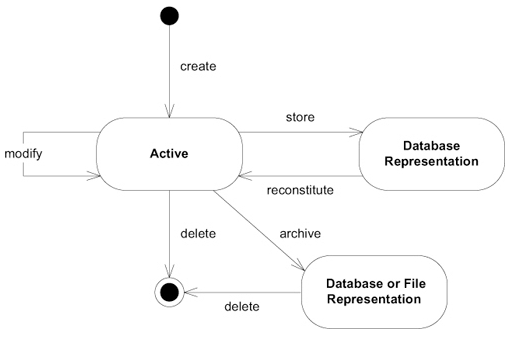 create
store
modify
Active
Database
Representation
reconstitute
delete
archive
Database or File
Representation
delete